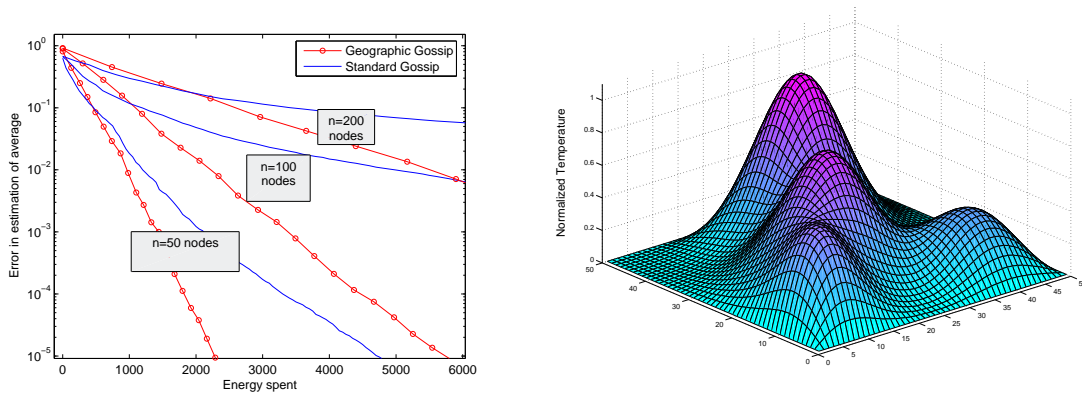 Error in estimation of average
10^0
10^-1
10^-2
10^-3
10^-4
10^-5
0 1000 2000 3000 4000 5000 6000
Energy spent
Geographic Gossip
Standard Gossip
n=200
nodes
n=100
nodes
n=50 nodes
Normalized Temperature
1
0.8
0.6
0.4
0.2
0
50
40
30
20
10
0
0 5 10 15 20 25 30 35 40 45 5